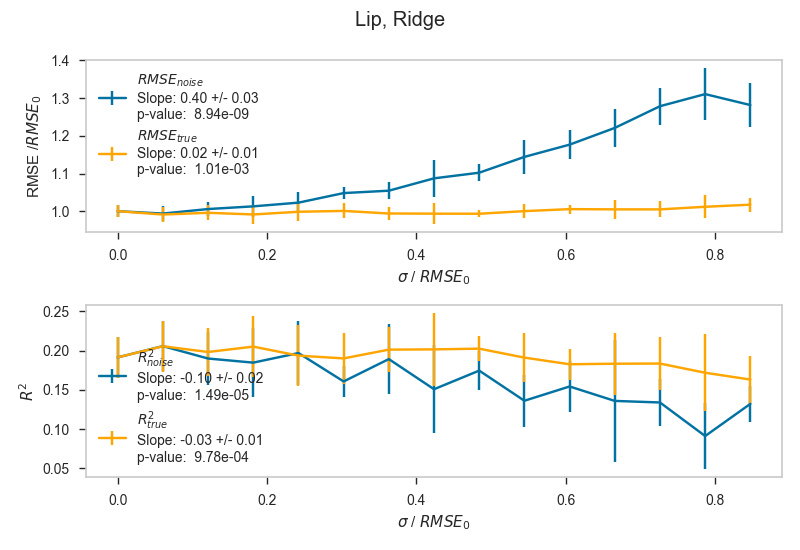 Lip, Ridge
RMSE /RMSE₀
1.4
1.3
1.2
1.1
1.0
RMSE_noise
Slope: 0.40 +/- 0.03
p-value: 8.94e-09
RMSE_true
Slope: 0.02 +/- 0.01
p-value: 1.01e-03
0.0 0.2 0.4 0.6 0.8
σ / RMSE₀
R²
0.25
0.20
0.15
0.10
0.05
R²_noise
Slope: -0.10 +/- 0.02
p-value: 1.49e-05
R²_true
Slope: -0.03 +/- 0.01
p-value: 9.78e-04
0.0 0.2 0.4 0.6 0.8
σ / RMSE₀